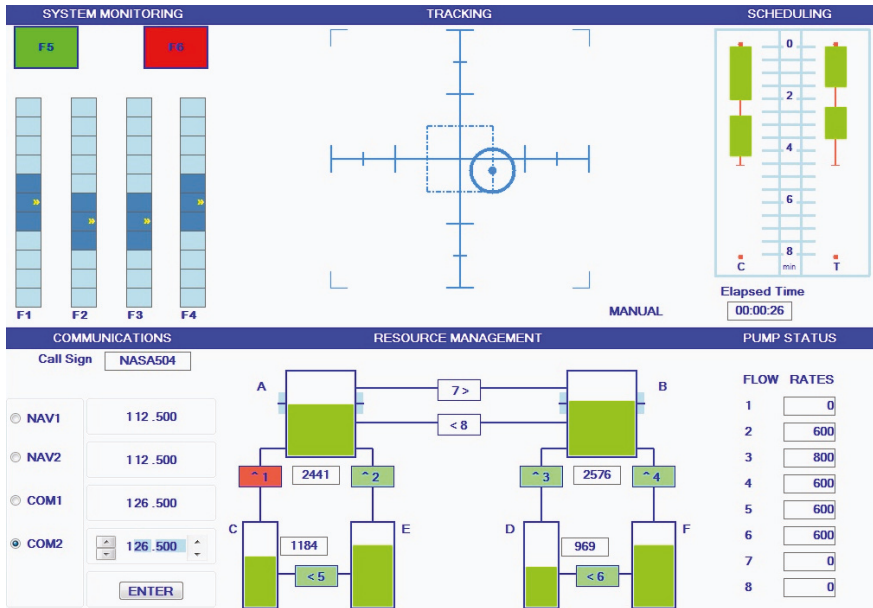 SYSTEM MONITORING
TRACKING
SCHEDULING
F5
F6
F1
F2
F3
F4
MANUAL
0
2
4
6
8
C
min
T
Elapsed Time
00:00:26
COMMUNICATIONS
RESOURCE MANAGEMENT
PUMP STATUS
Call Sign NASA504
NAV1 112.500
NAV2 112.500
COM1 126.500
COM2 126.500
ENTER
A
7 >
B
< 8
^ 1
2441
^ 2
^ 3
2576
^ 4
C
1184
E
D
969
F
< 5
< 6
FLOW RATES
1 0
2 600
3 800
4 600
5 600
6 600
7 0
8 0